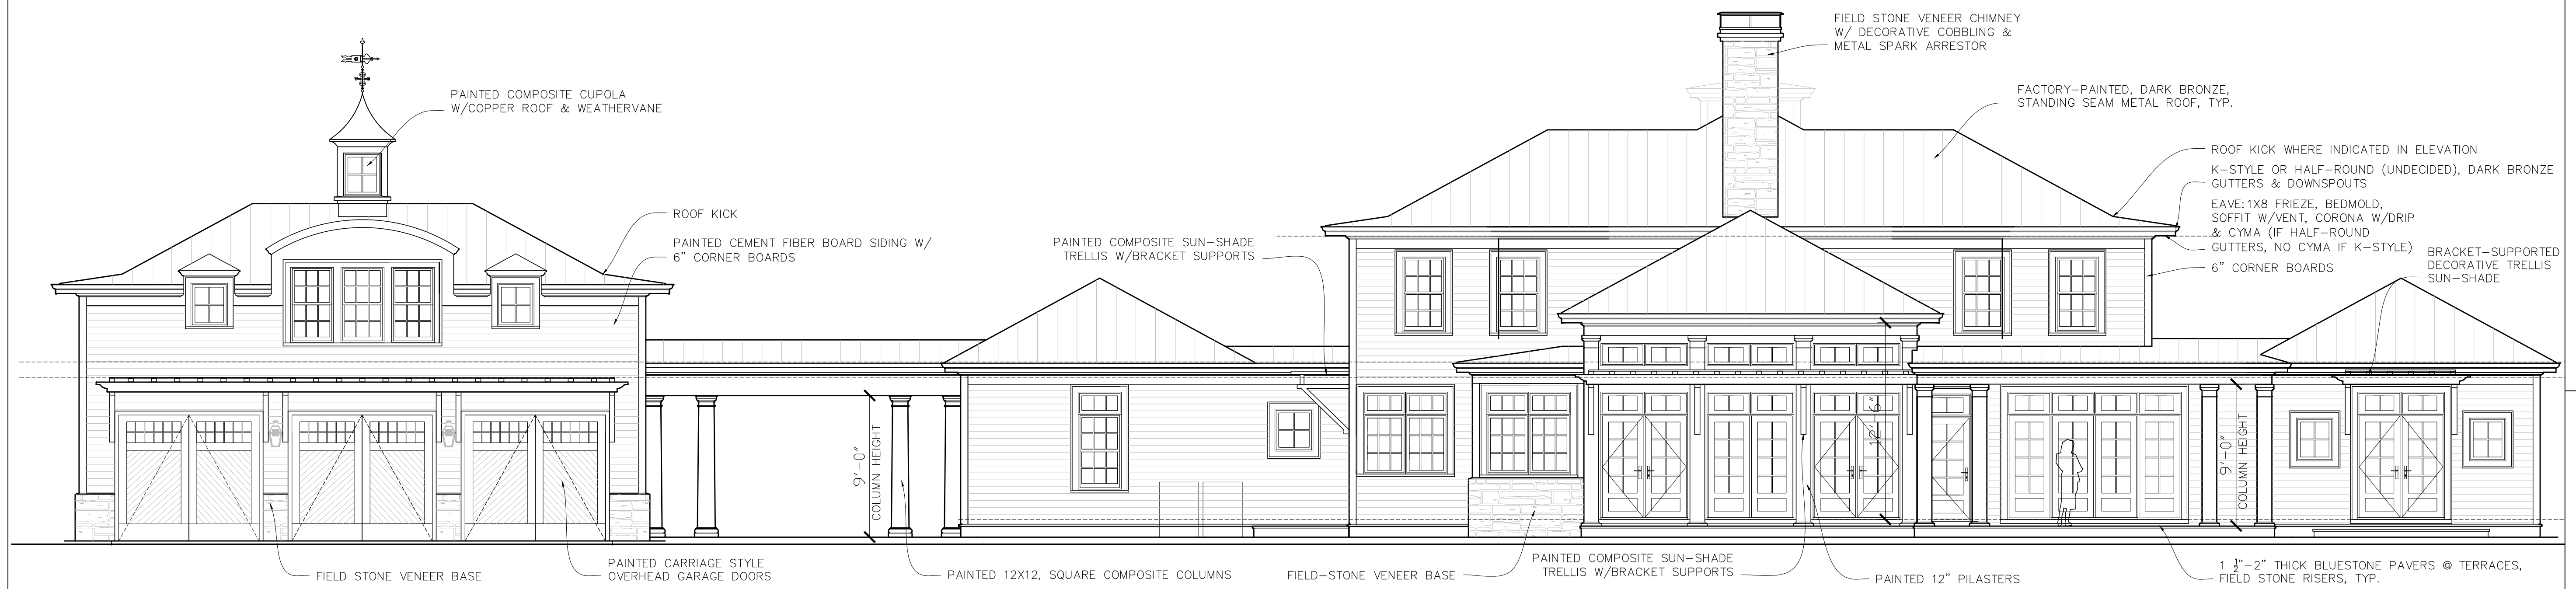 PAINTED COMPOSITE CUPOLA
W/COPPER ROOF & WEATHERVANE
ROOF KICK
PAINTED CEMENT FIBER BOARD SIDING W/
6" CORNER BOARDS
PAINTED COMPOSITE SUN-SHADE
TRELLIS W/BRACKET SUPPORTS
FIELD STONE VENEER CHIMNEY
W/ DECORATIVE COBBLING &
METAL SPARK ARRESTOR
FACTORY-PAINTED, DARK BRONZE,
STANDING SEAM METAL ROOF, TYP.
ROOF KICK WHERE INDICATED IN ELEVATION
K-STYLE OR HALF-ROUND (UNDECIDED), DARK BRONZE
GUTTERS & DOWNSPOUTS
EAVE:1X8 FRIEZE, BEDMOLD,
SOFFIT W/VENT, CORONA W/DRIP
& CYMA (IF HALF-ROUND
GUTTERS, NO CYMA IF K-STYLE)
6" CORNER BOARDS
BRACKET-SUPPORTED
DECORATIVE TRELLIS
SUN-SHADE
9'-0"
COLUMN HEIGHT
12'-6"
9'-0"
COLUMN HEIGHT
FIELD STONE VENEER BASE
PAINTED CARRIAGE STYLE
OVERHEAD GARAGE DOORS
PAINTED 12X12, SQUARE COMPOSITE COLUMNS
FIELD-STONE VENEER BASE
PAINTED COMPOSITE SUN-SHADE
TRELLIS W/BRACKET SUPPORTS
PAINTED 12" PILASTERS
1 ½"-2" THICK BLUESTONE PAVERS @ TERRACES,
FIELD STONE RISERS, TYP.